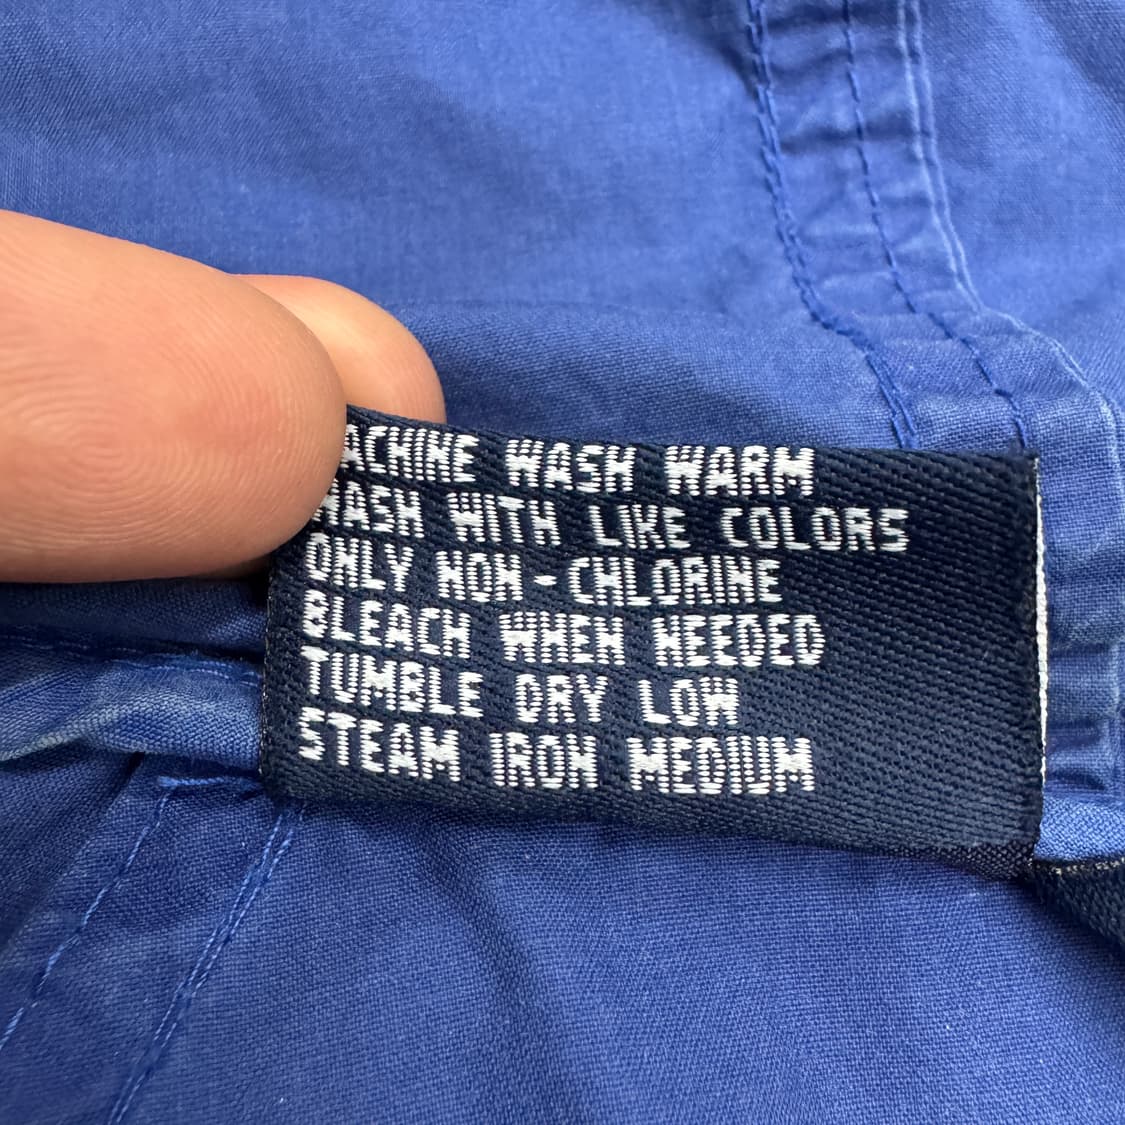 MACHINE WASH WARM
WASH WITH LIKE COLORS
ONLY NON-CHLORINE
BLEACH WHEN NEEDED
TUMBLE DRY LOW
STEAM IRON MEDIUM